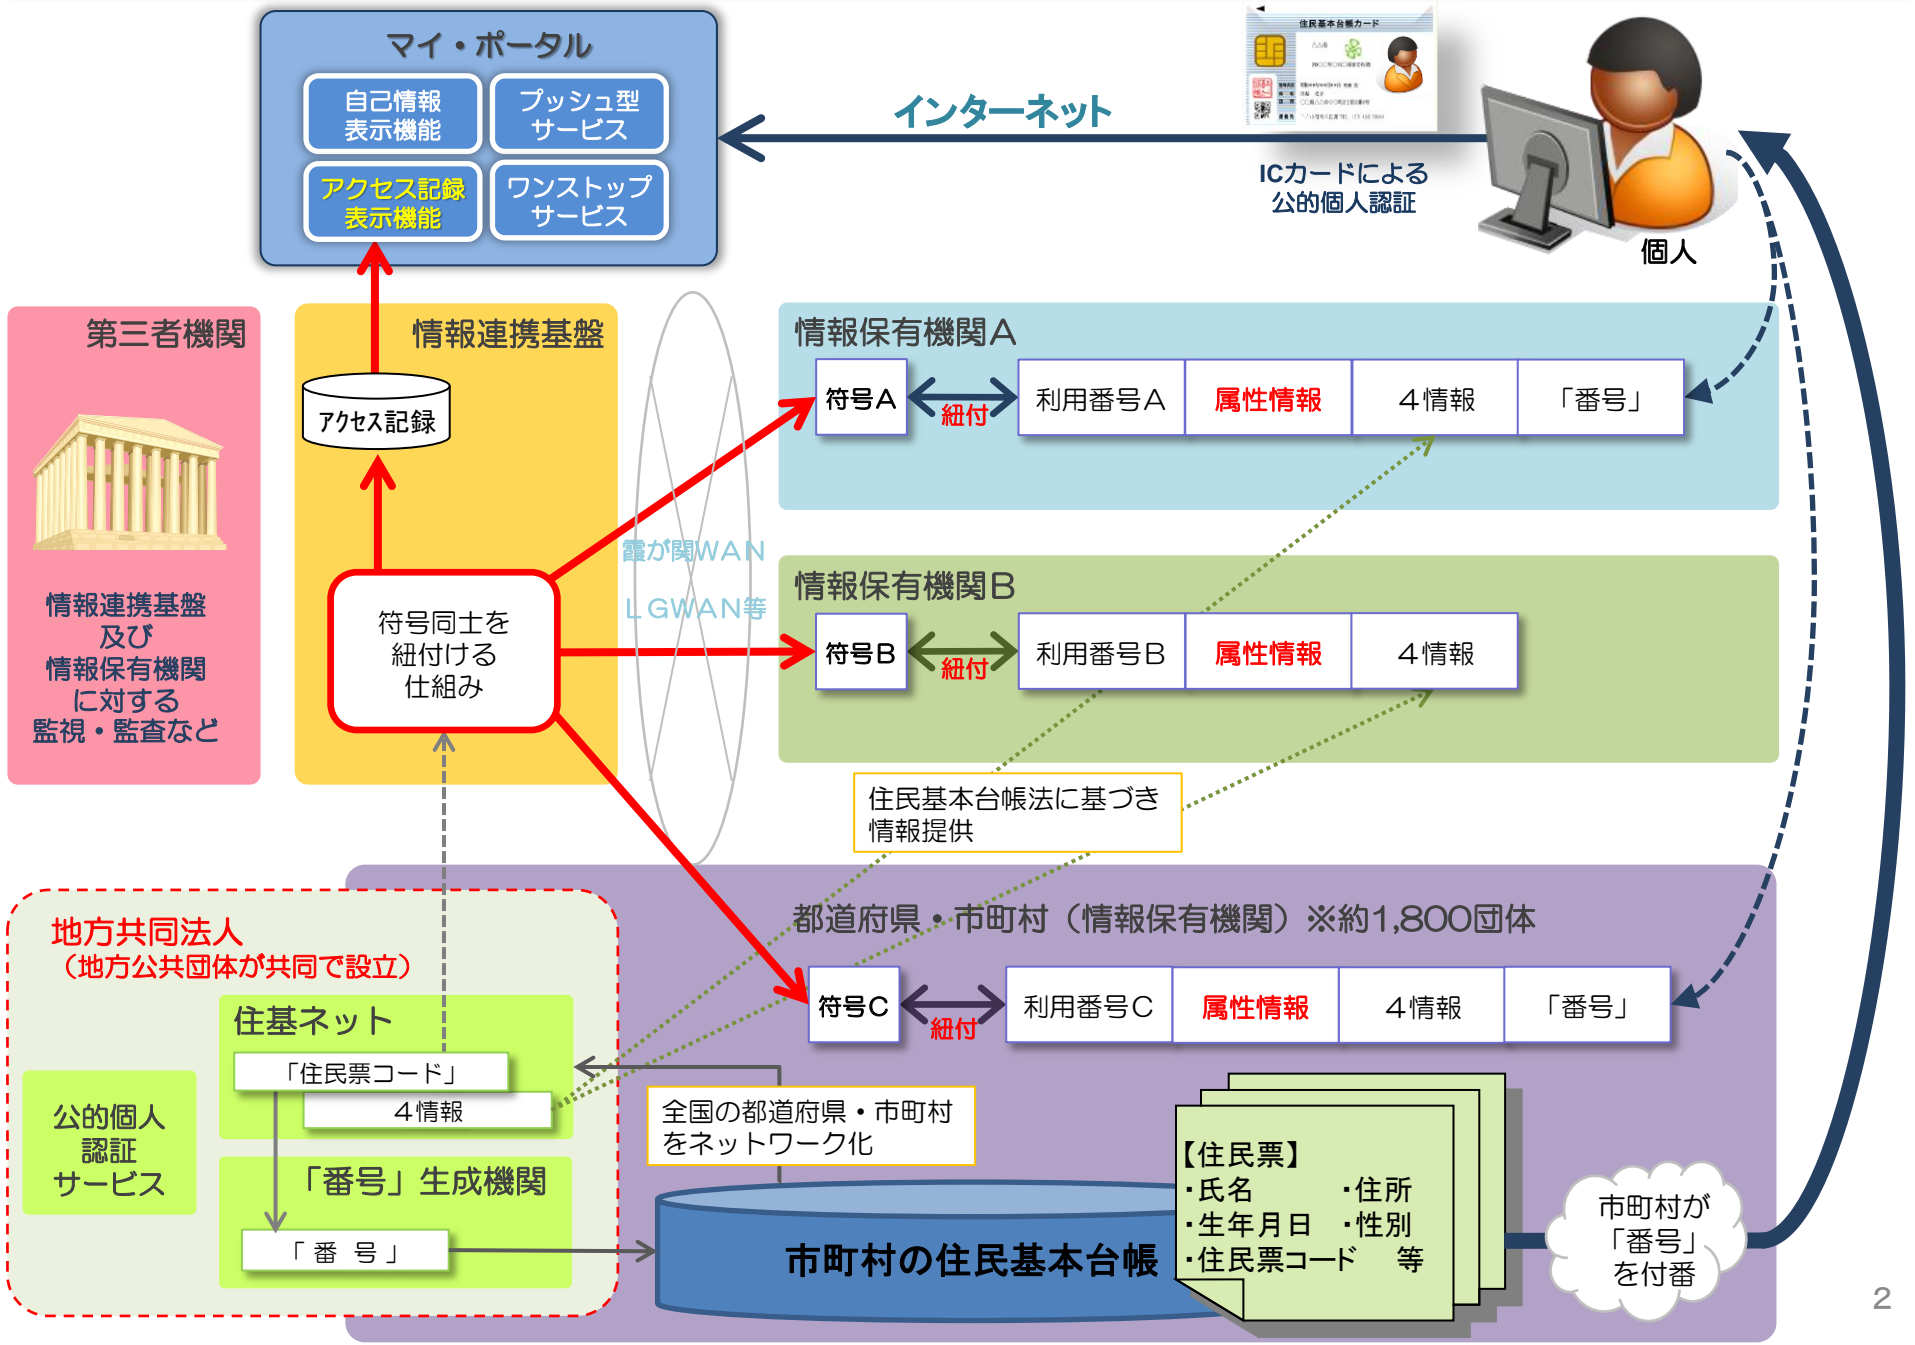 マイ・ポータル
自己情報
表示機能
プッシュ型
サービス
アクセス記録
表示機能
ワンストップ
サービス
インターネット
住民基本台帳カード
ICカードによる
公的個人認証
個人
第三者機関
情報連携基盤
及び
情報保有機関
に対する
監視・監査など
情報連携基盤
アクセス記録
符号同士を
紐付ける
仕組み
霞が関WAN
LGWAN等
情報保有機関A
符号A
紐付
利用番号A
属性情報
4情報
「番号」
情報保有機関B
符号B
紐付
利用番号B
属性情報
4情報
住民基本台帳法に基づき
情報提供
都道府県・市町村（情報保有機関）※約1,800団体
符号C
紐付
利用番号C
属性情報
4情報
「番号」
地方共同法人
（地方公共団体が共同で設立）
住基ネット
「住民票コード」
4情報
公的個人
認証
サービス
「番号」生成機関
「番 号」
全国の都道府県・市町村
をネットワーク化
市町村の住民基本台帳
【住民票】
・氏名 ・住所
・生年月日 ・性別
・住民票コード 等
市町村が
「番号」
を付番
2